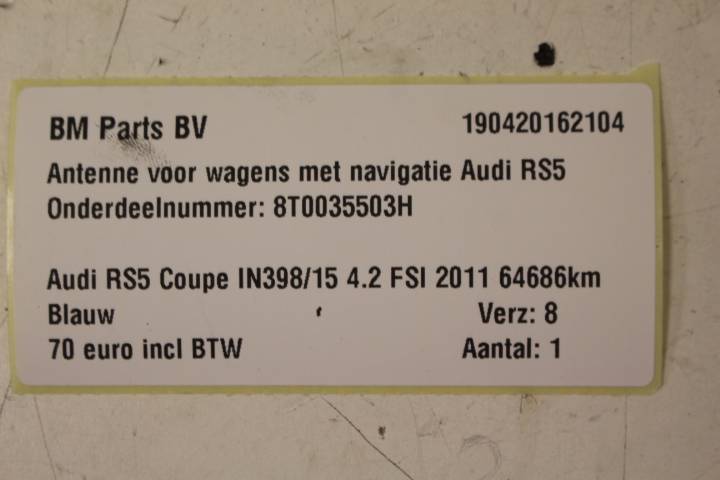 BM Parts BV 190420162104
Antenne voor wagens met navigatie Audi RS5
Onderdeelnummer: 8T0035503H
Audi RS5 Coupe IN398/15 4.2 FSI 2011 64686km
Blauw Verz: 8
70 euro incl BTW Aantal: 1